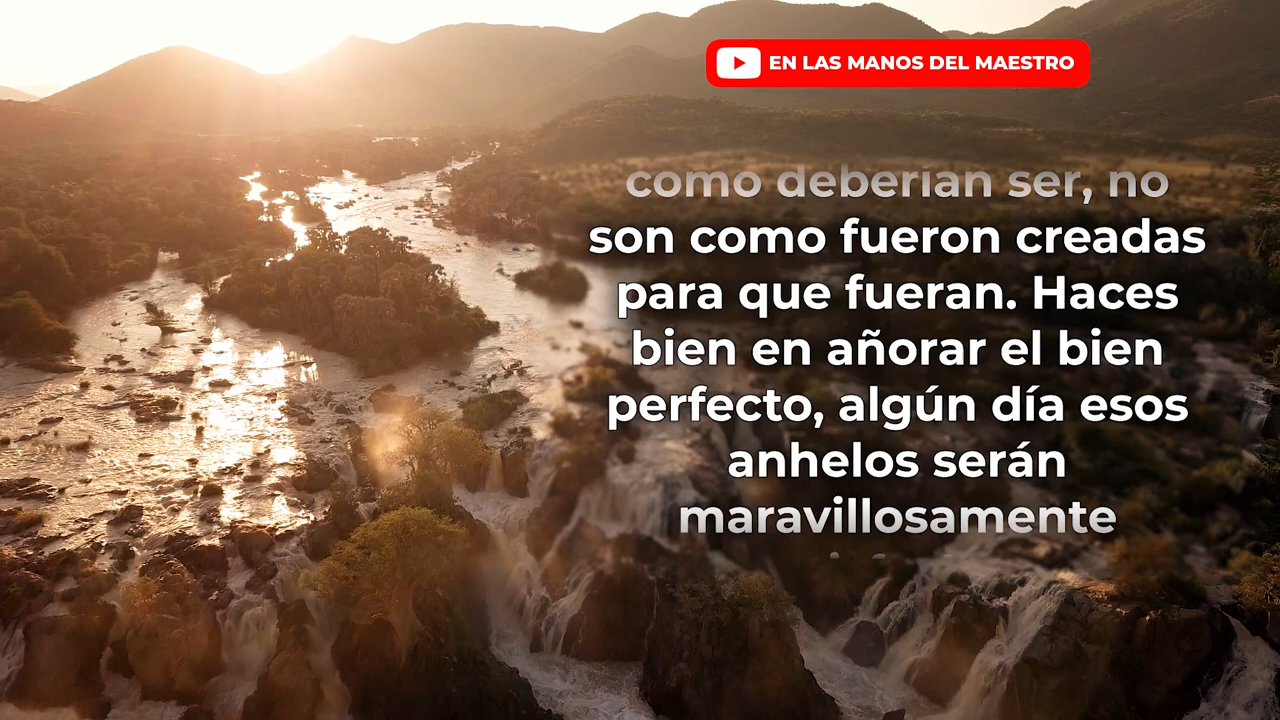 EN LAS MANOS DEL MAESTRO
como deberían ser, no
son como fueron creadas
para que fueran. Haces
bien en añorar el bien
perfecto, algún día esos
anhelos serán
maravillosamente